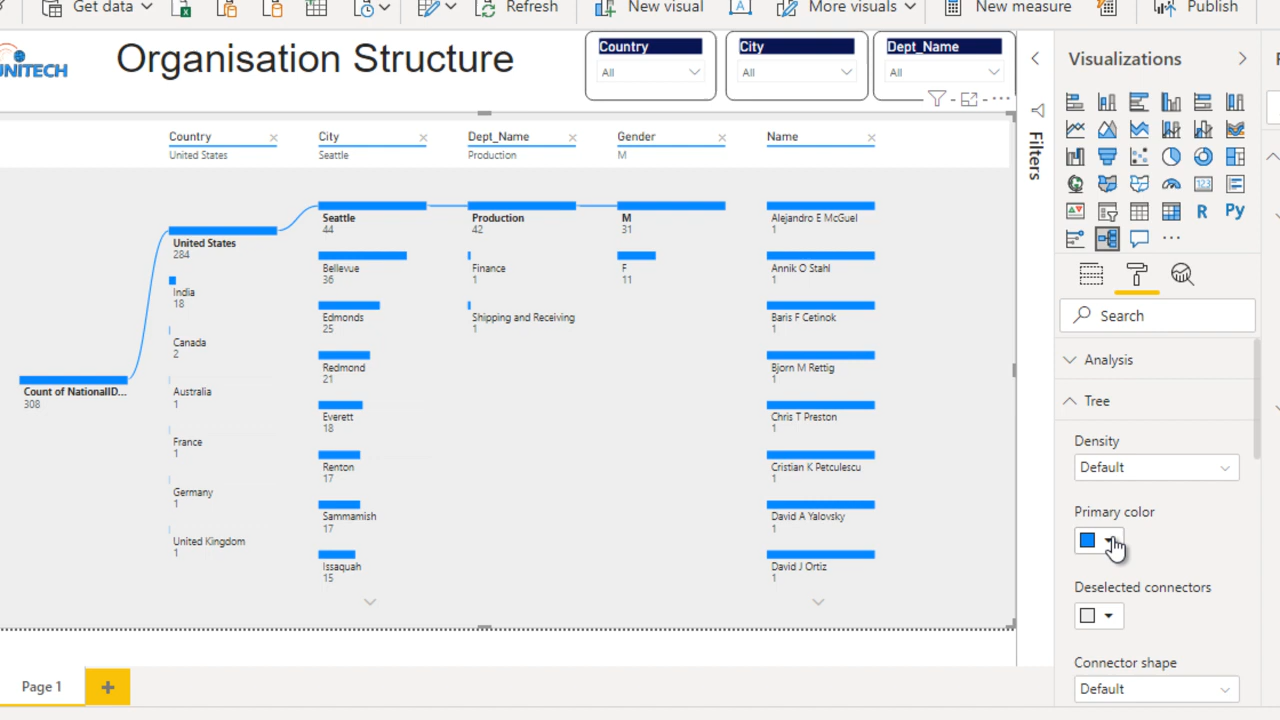 Get data
Refresh
New visual
More visuals
New measure
Publish
UNITECH
Organisation Structure
Country
All
City
All
Dept_Name
All
Filters
Visualizations
R
Py
123
Search
Analysis
Tree
Density
Default
Primary color
Deselected connectors
Connector shape
Default
Country
United States
City
Seattle
Dept_Name
Production
Gender
M
Name
Count of NationalID...
308
United States
284
India
18
Canada
2
Australia
1
France
1
Germany
1
United Kingdom
1
Seattle
44
Bellevue
36
Edmonds
25
Redmond
21
Everett
18
Renton
17
Sammamish
17
Issaquah
15
Production
42
Finance
1
Shipping and Receiving
1
M
31
F
11
Alejandro E McGuel
1
Annik O Stahl
1
Baris F Cetinok
1
Bjorn M Rettig
1
Chris T Preston
1
Cristian K Petculescu
1
David A Yalovsky
1
David J Ortiz
1
Page 1